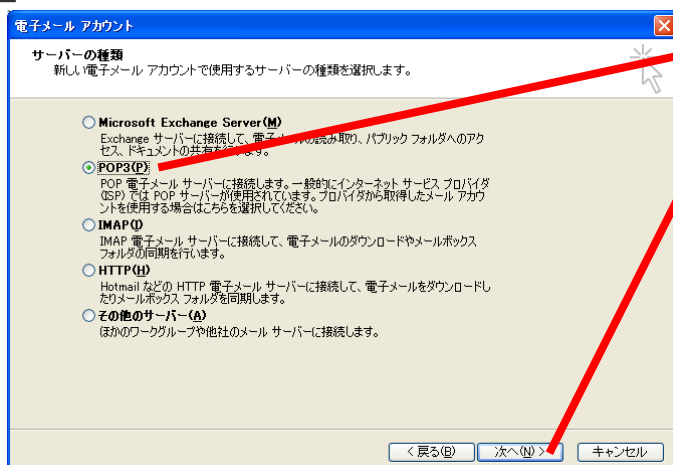 電子メール アカウント
サーバーの種類
新しい電子メール アカウントで使用するサーバーの種類を選択します。
Microsoft Exchange Server(M)
Exchange サーバーに接続して、電子メールの読み取り、パブリック フォルダへのアク
セス、ドキュメントの共有を行います。
POP3(P)
POP 電子メール サーバーに接続します。一般的にインターネット サービス プロバイダ
(ISP) では POP サーバーが使用されています。プロバイダから取得したメール アカウ
ントを使用する場合はこちらを選択してください。
IMAP(I)
IMAP 電子メール サーバーに接続して、電子メールのダウンロードやメールボックス
フォルダの同期を行います。
HTTP(H)
Hotmail などの HTTP 電子メール サーバーに接続して、電子メールをダウンロードし
たりメールボックス フォルダを同期します。
その他のサーバー(A)
ほかのワークグループや他社のメール サーバーに接続します。
< 戻る(B) 次へ(N) > キャンセル